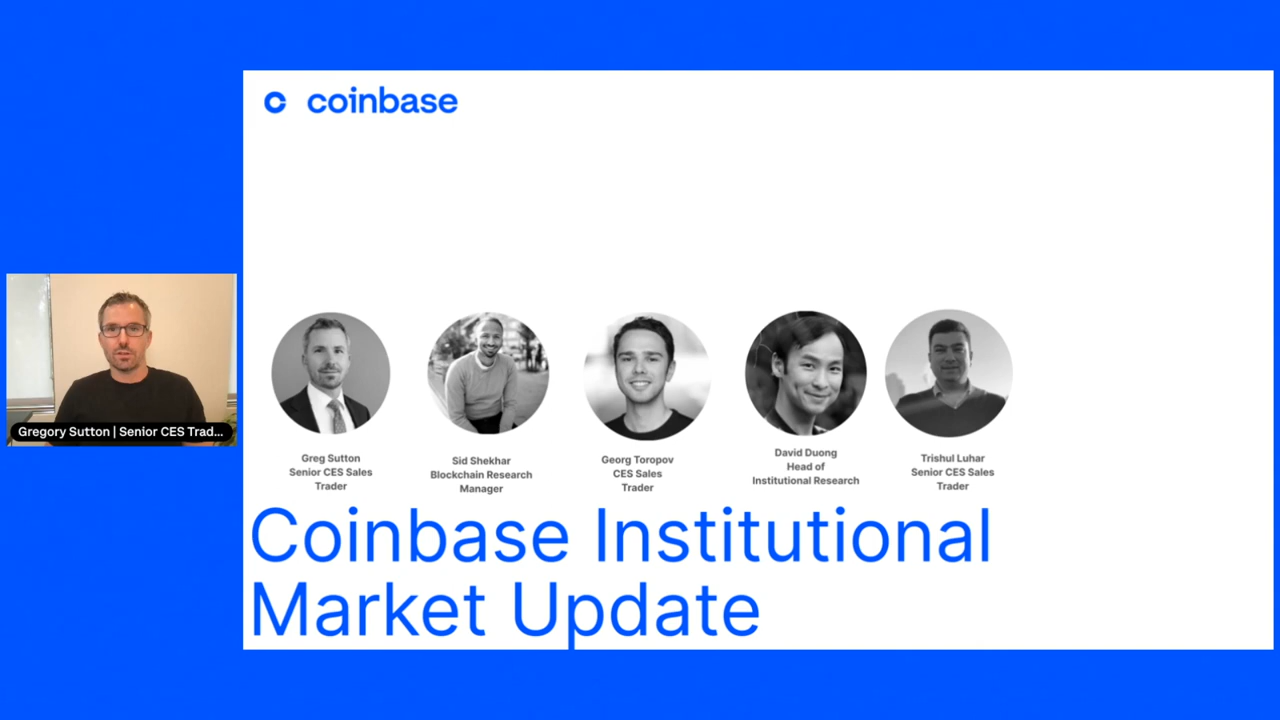 coinbase
Gregory Sutton | Senior CES Trad...
Greg Sutton
Senior CES Sales
Trader
Sid Shekhar
Blockchain Research
Manager
Georg Toropov
CES Sales
Trader
David Duong
Head of
Institutional Research
Trishul Luhar
Senior CES Sales
Trader
Coinbase Institutional
Market Update